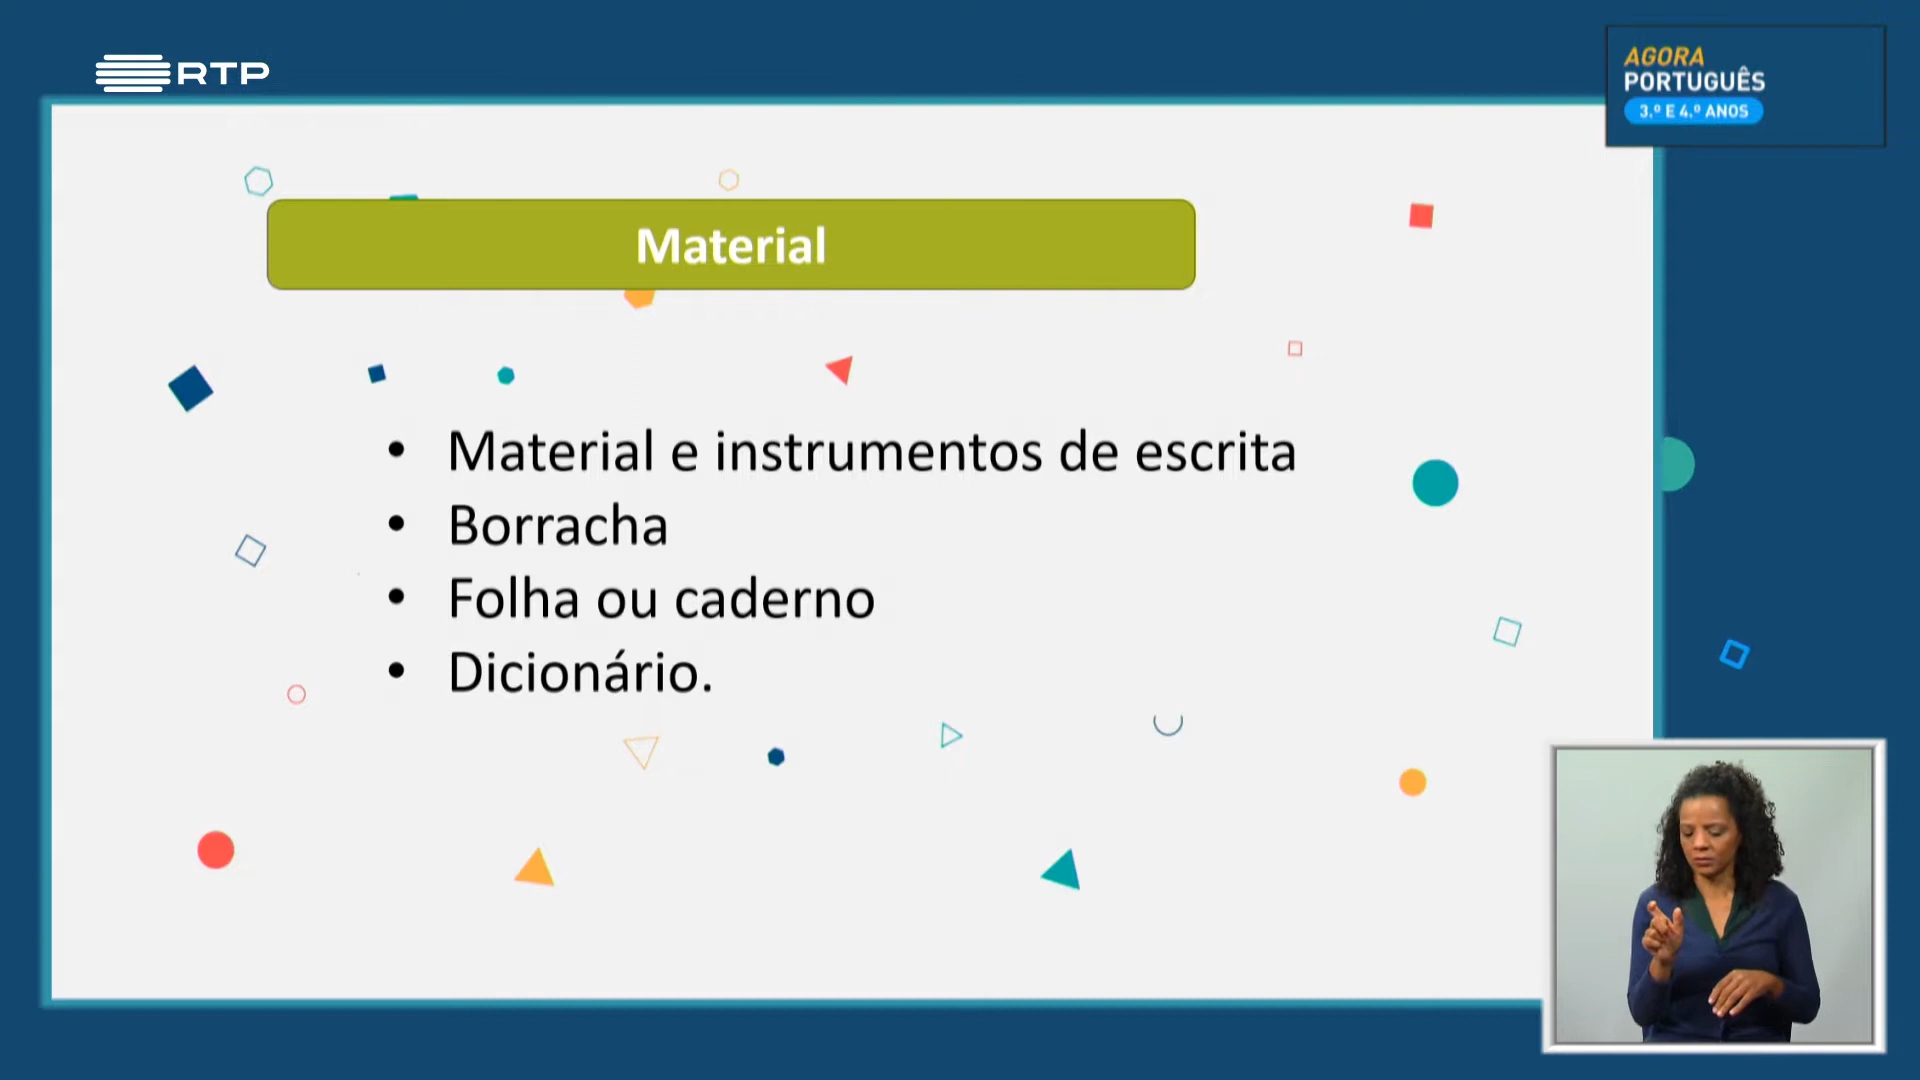 RTP
AGORA
PORTUGUÊS
3.º E 4.º ANOS
Material
• Material e instrumentos de escrita
• Borracha
• Folha ou caderno
• Dicionário.